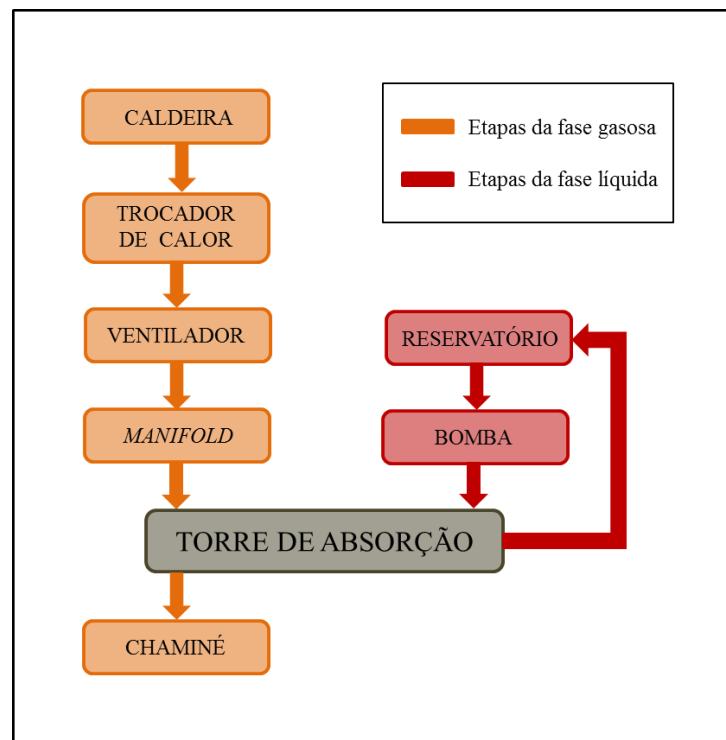 CALDEIRA
TROCADOR
DE CALOR
VENTILADOR
MANIFOLD
TORRE DE ABSORÇÃO
CHAMINÉ
Etapas da fase gasosa
Etapas da fase líquida
RESERVATÓRIO
BOMBA